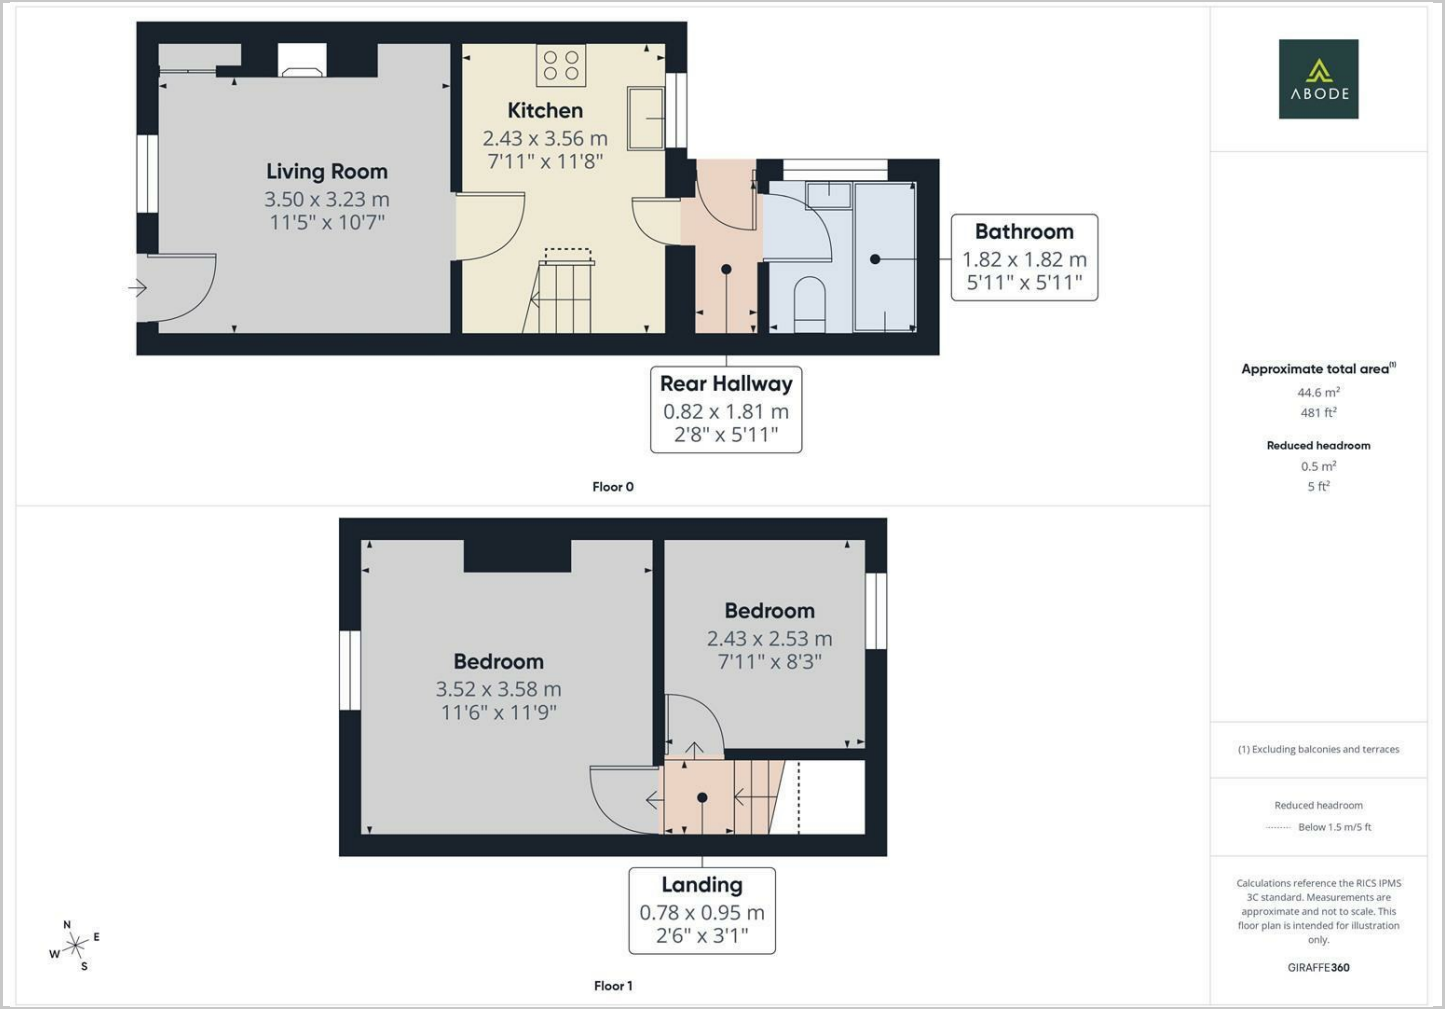 Kitchen
2.43 x 3.56 m
7'11" x 11'8"
Living Room
3.50 x 3.23 m
11'5" x 10'7"
Bathroom
1.82 x 1.82 m
5'11" x 5'11"
Rear Hallway
0.82 x 1.81 m
2'8" x 5'11"
Floor 0
Bedroom
2.43 x 2.53 m
7'11" x 8'3"
Bedroom
3.52 x 3.58 m
11'6" x 11'9"
Landing
0.78 x 0.95 m
2'6" x 3'1"
N
E
W
S
Floor 1
ABODE
Approximate total area(1)
44.6 m²
481 ft²
Reduced headroom
0.5 m²
5 ft²
(1) Excluding balconies and terraces
Reduced headroom
Below 1.5 m/5 ft
Calculations reference the RICS IPMS
3C standard. Measurements are
approximate and not to scale. This
floor plan is intended for illustration
only.
GIRAFFE360